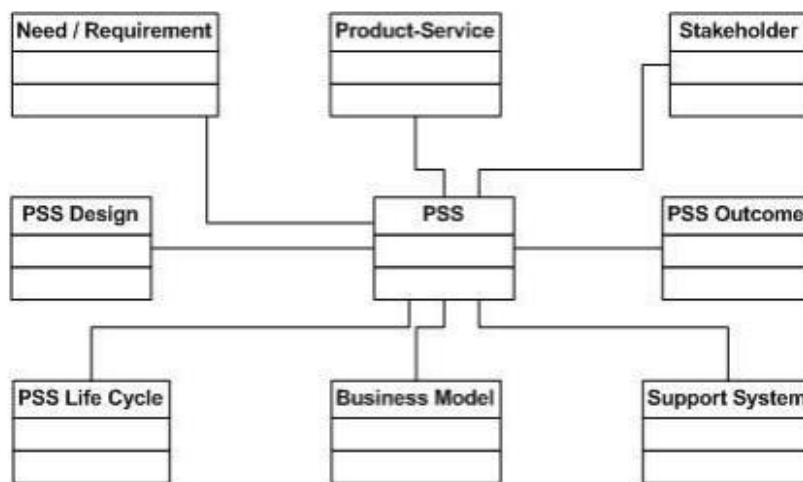 Need / Requirement
Product-Service
Stakeholder
PSS Design
PSS
PSS Outcome
PSS Life Cycle
Business Model
Support System